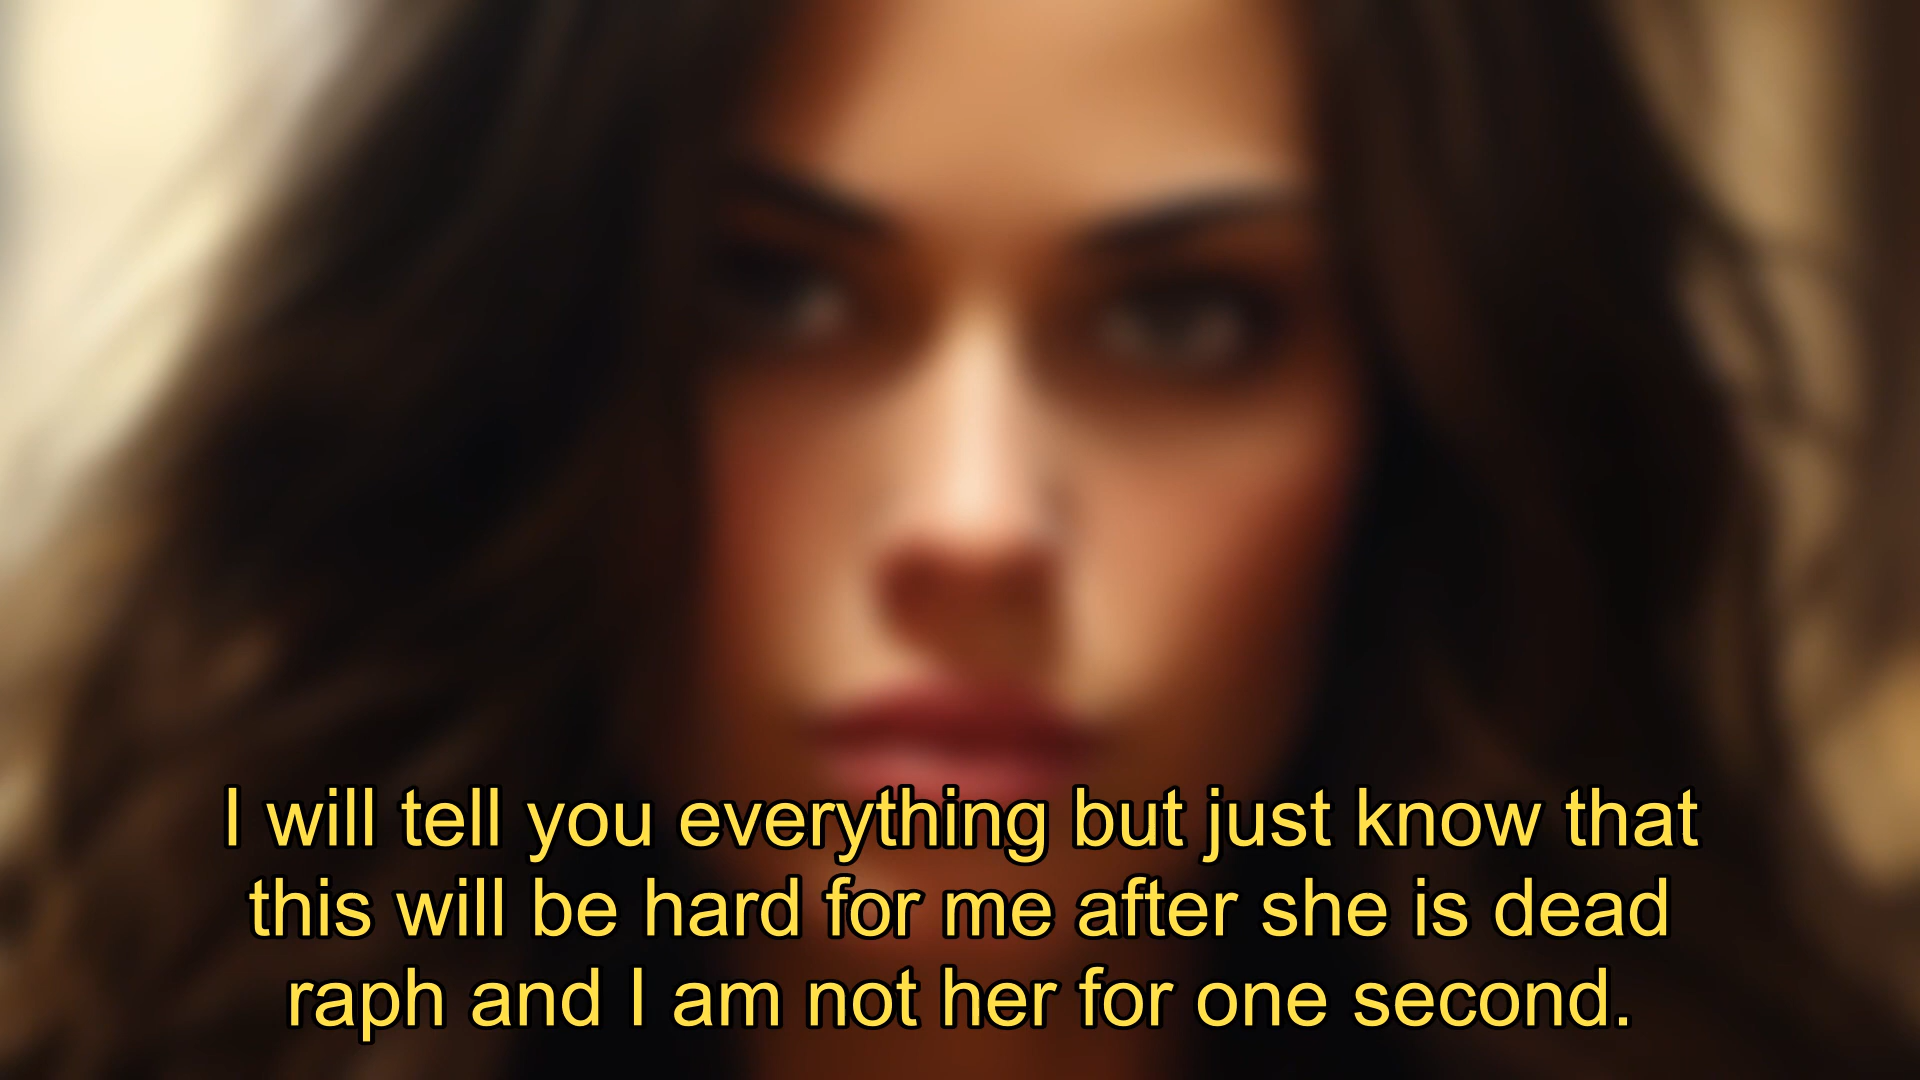 I will tell you everything but just know that
this will be hard for me after she is dead
raph and I am not her for one second.